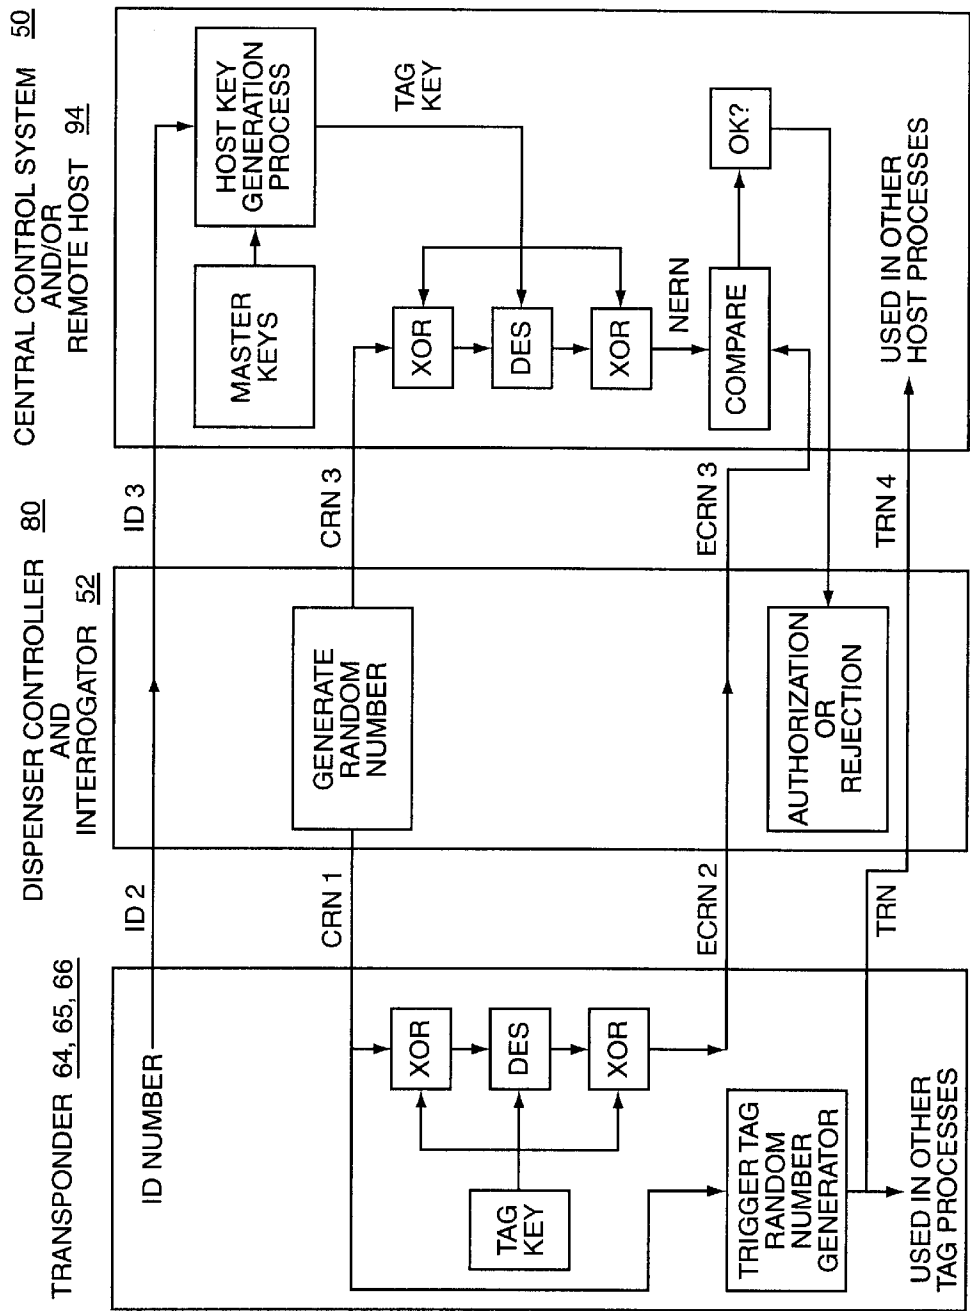 TRANSPONDER 64, 65, 66
ID NUMBER
TAG
KEY
XOR
DES
XOR
TRIGGER TAG
RANDOM
NUMBER
GENERATOR
USED IN OTHER
TAG PROCESSES
ID 2
CRN 1
ECRN 2
TRN
DISPENSER CONTROLLER 80
AND
INTERROGATOR 52
GENERATE
RANDOM
NUMBER
AUTHORIZATION
OR
REJECTION
ID 3
CRN 3
ECRN 3
TRN 4
CENTRAL CONTROL SYSTEM 50
AND/OR
REMOTE HOST 94
MASTER
KEYS
HOST KEY
GENERATION
PROCESS
TAG
KEY
XOR
DES
XOR
NERN
COMPARE
OK?
USED IN OTHER
HOST PROCESSES